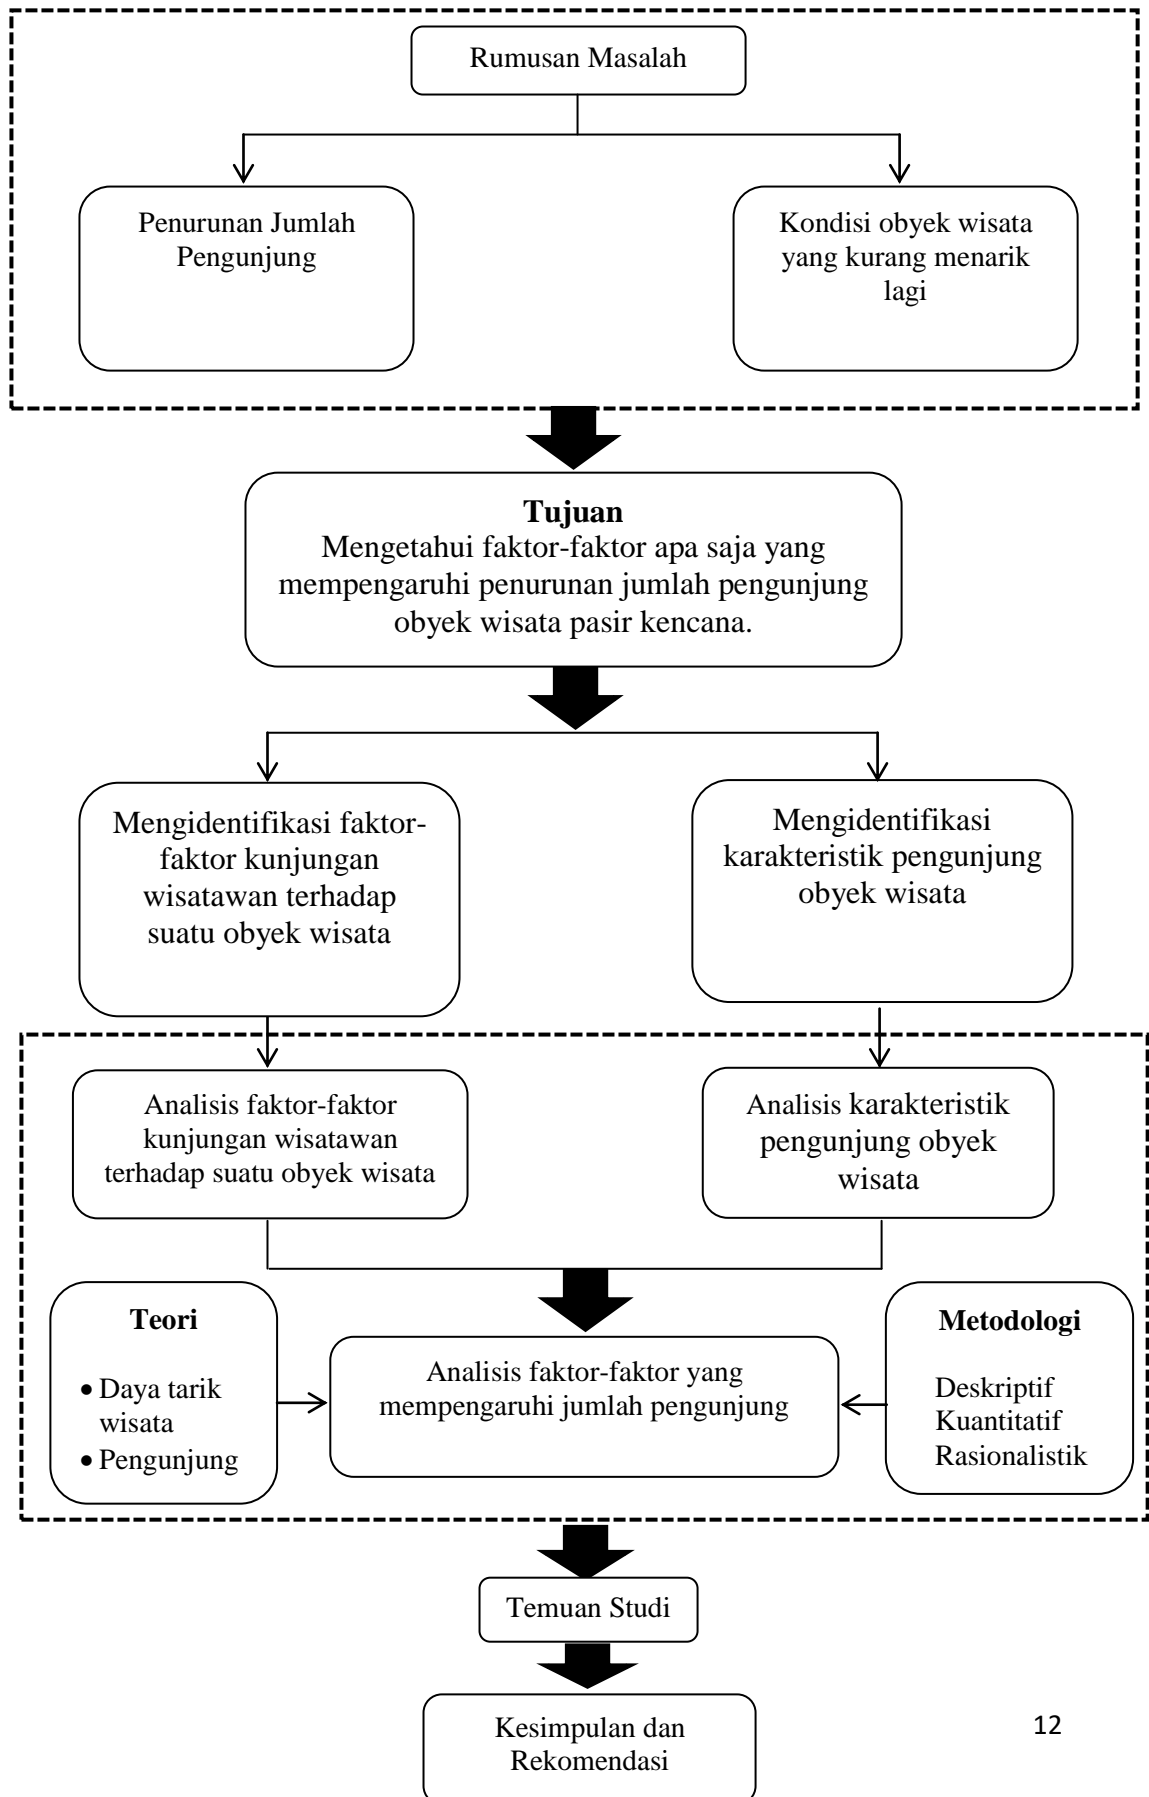 Rumusan Masalah
Penurunan Jumlah
Pengunjung
Kondisi obyek wisata
yang kurang menarik
lagi
Tujuan
Mengetahui faktor-faktor apa saja yang
mempengaruhi penurunan jumlah pengunjung
obyek wisata pasir kencana.
Mengidentifikasi faktor-
faktor kunjungan
wisatawan terhadap
suatu obyek wisata
Mengidentifikasi
karakteristik pengunjung
obyek wisata
Analisis faktor-faktor
kunjungan wisatawan
terhadap suatu obyek wisata
Analisis karakteristik
pengunjung obyek
wisata
Teori
• Daya tarik
wisata
• Pengunjung
Analisis faktor-faktor yang
mempengaruhi jumlah pengunjung
Metodologi
Deskriptif
Kuantitatif
Rasionalistik
Temuan Studi
Kesimpulan dan
Rekomendasi
12